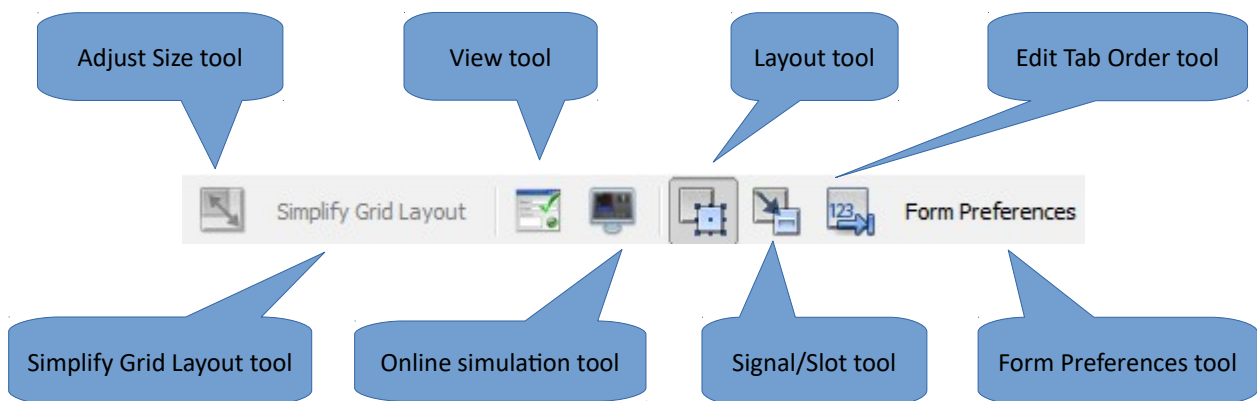 Adjust Size tool
View tool
Layout tool
Edit Tab Order tool
Simplify Grid Layout
123
Form Preferences
Simplify Grid Layout tool
Online simulation tool
Signal/Slot tool
Form Preferences tool